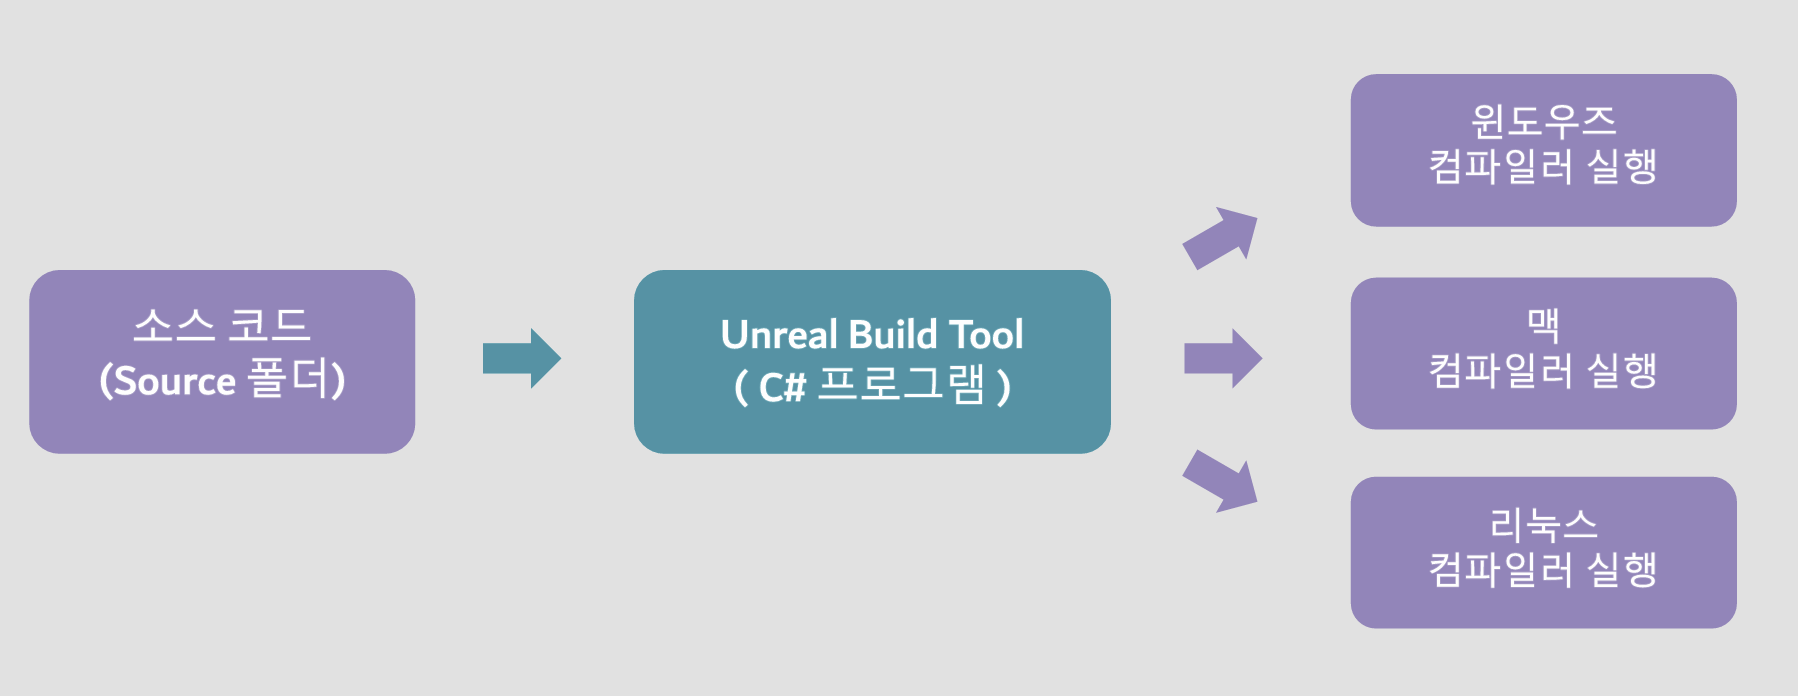 소스 코드
(Source 폴더)
Unreal Build Tool
( C# 프로그램 )
윈도우즈
컴파일러 실행
맥
컴파일러 실행
리눅스
컴파일러 실행